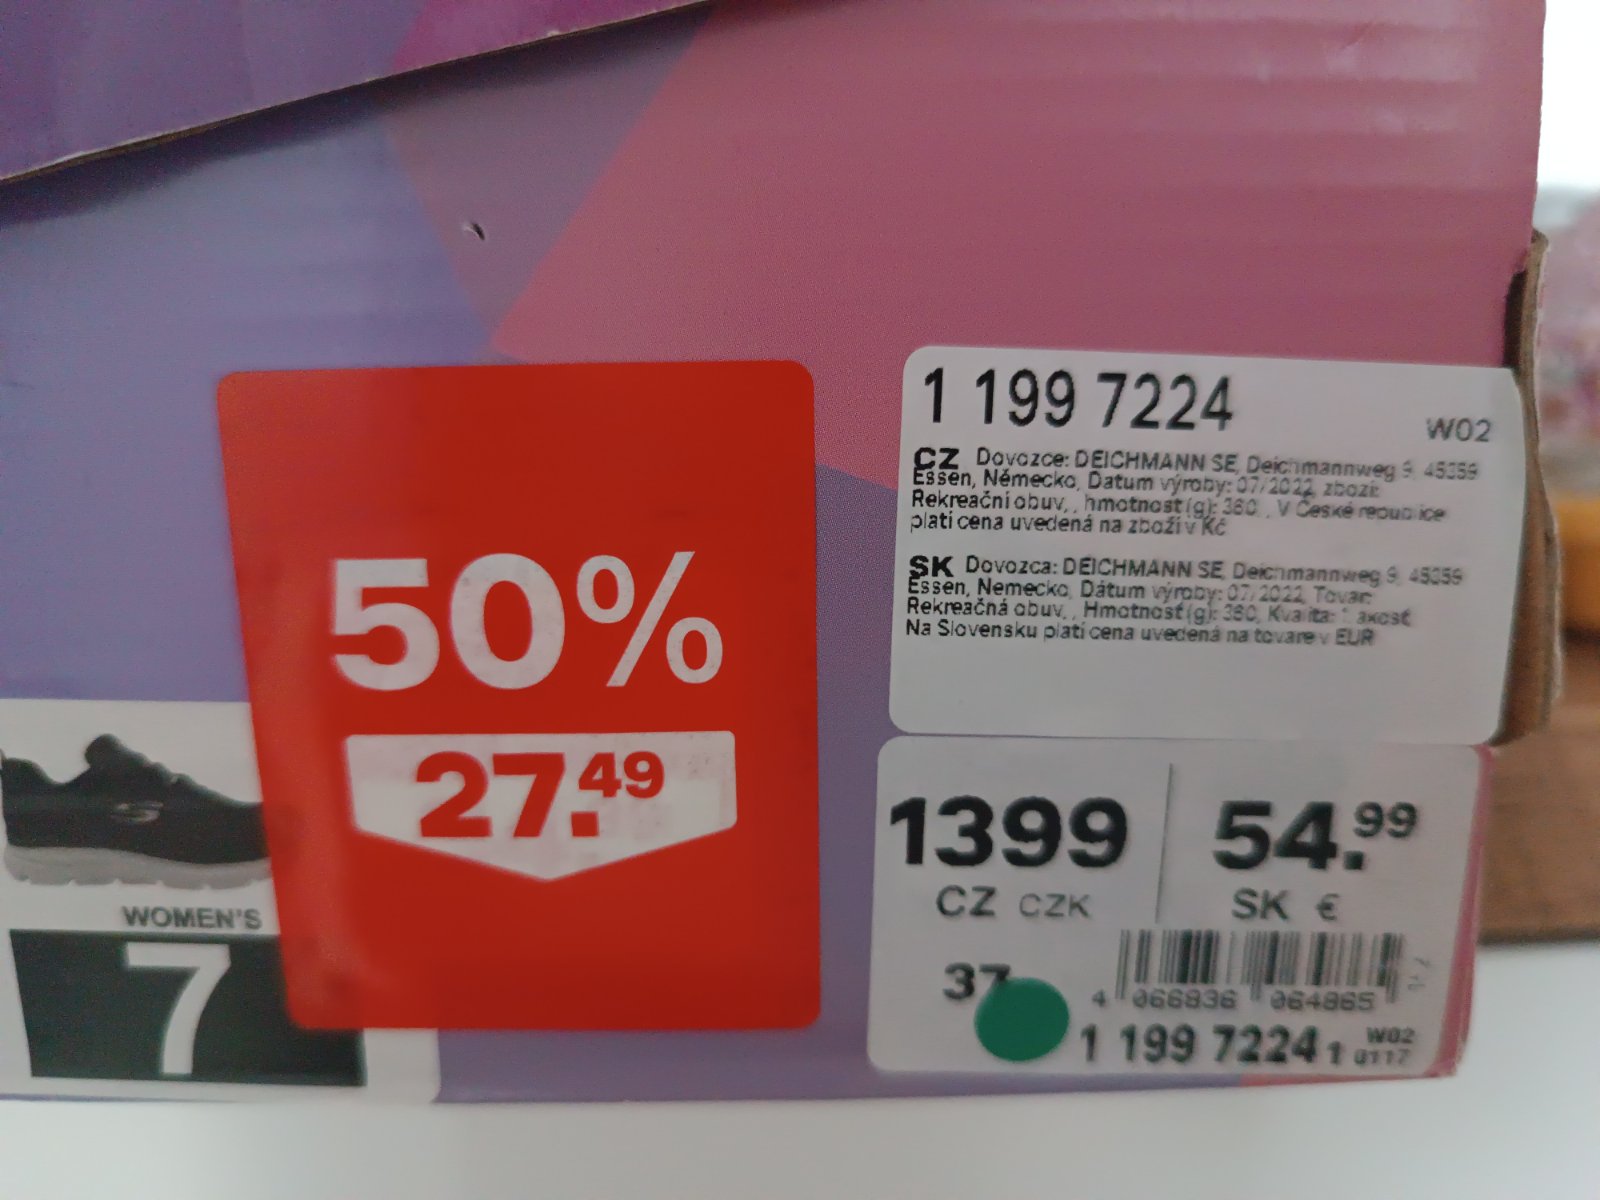 50%
27.49
WOMEN'S
7
1 199 7224
W02
CZ Dovozce: DEICHMANN SE, Deichmannweg 9, 45359
Essen, Německo, Datum výroby: 07/2022, zboží:
Rekreační obuv, , hmotnost (g): 360, , V České republice
platí cena uvedená na zboží v Kč
SK Dovozca: DEICHMANN SE, Deichmannweg 9, 45359
Essen, Nemecko, Dátum výroby: 07/2022, Tovar:
Rekreačná obuv, , Hmotnosť (g): 360, Kvalita: akosť
Na Slovensku platí cena uvedená na tovare v EUR
1399
CZ CZK
54.99
SK €
37
4 066836 064865
1 199 7224 1 W02
0117